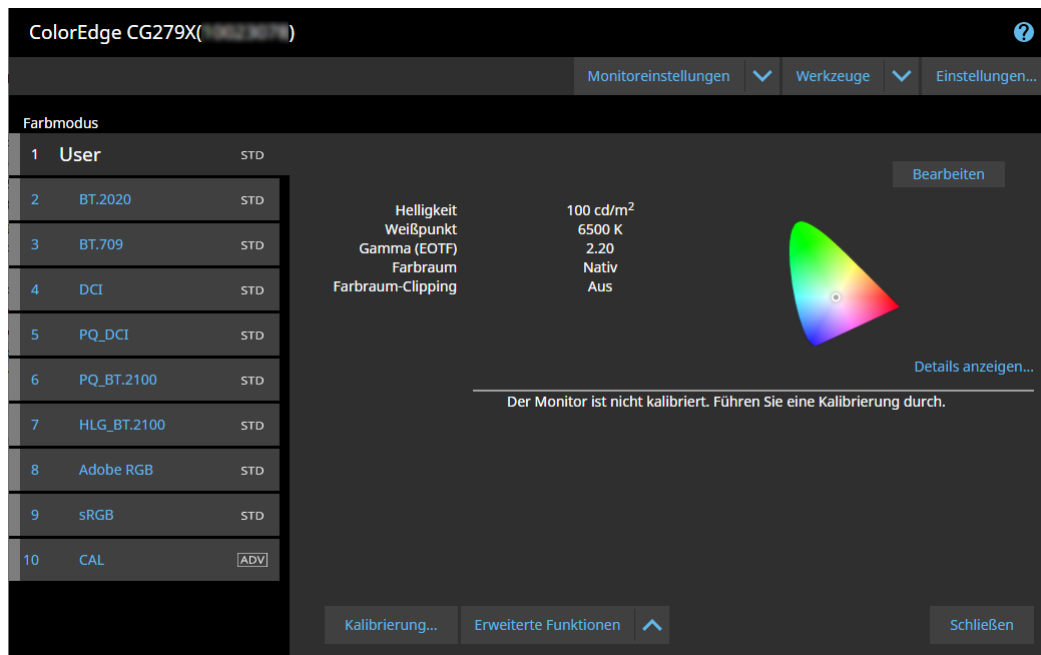 ColorEdge CG279X( )
Monitoreinstellungen Werkzeuge Einstellungen...
Farbmodus
1 User STD
2 BT.2020 STD
3 BT.709 STD
4 DCI STD
5 PQ_DCI STD
6 PQ_BT.2100 STD
7 HLG_BT.2100 STD
8 Adobe RGB STD
9 sRGB STD
10 CAL ADV
Bearbeiten
Helligkeit 100 cd/m²
Weißpunkt 6500 K
Gamma (EOTF) 2.20
Farbraum Nativ
Farbraum-Clipping Aus
Details anzeigen...
Der Monitor ist nicht kalibriert. Führen Sie eine Kalibrierung durch.
Kalibrierung... Erweiterte Funktionen Schließen